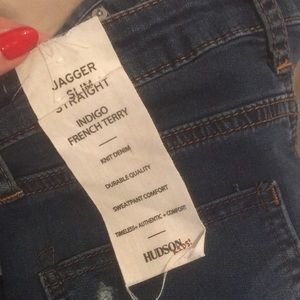 JAGGER
SLIM
STRAIGHT
INDIGO
FRENCH TERRY
KNIT DENIM
DURABLE QUALITY
SWEATPANT COMFORT
TIMELESS + AUTHENTIC + COMFORT
HUDSON